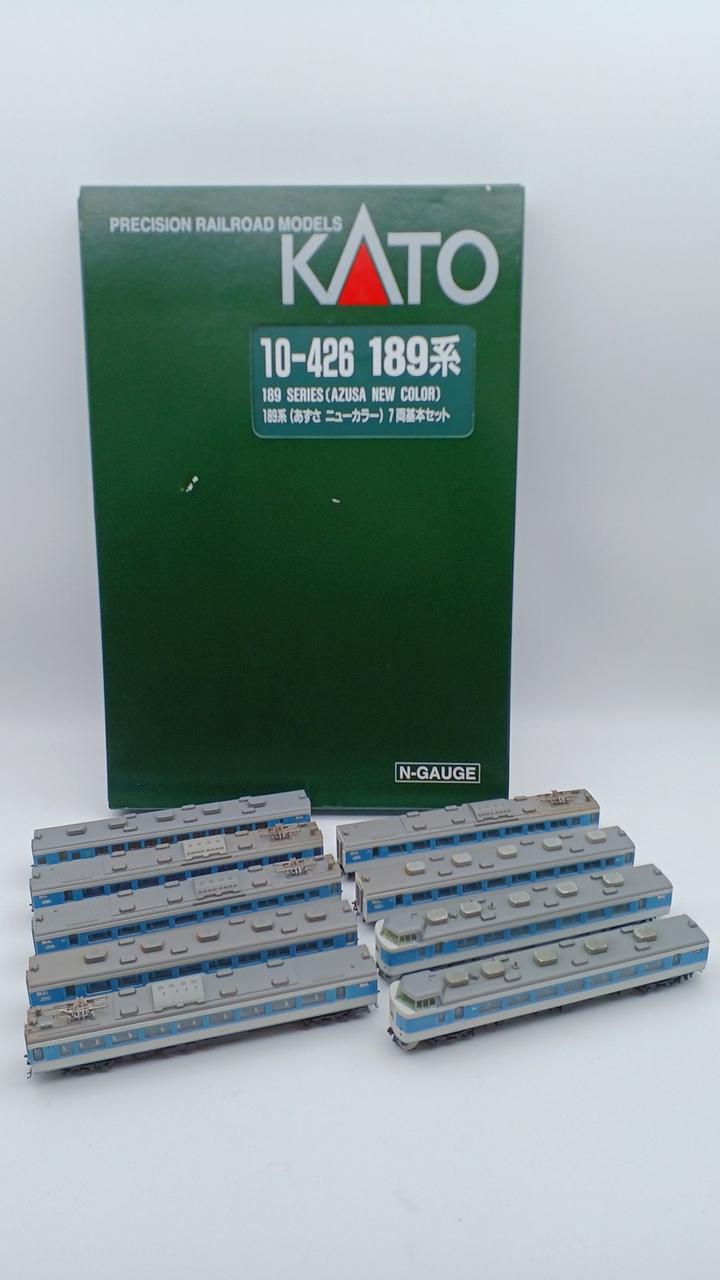 PRECISION RAILROAD MODELS
KATO
10-426 189系
189 SERIES(AZUSA NEW COLOR)
189系(あずさ ニューカラー) 7両基本セット
N-GAUGE